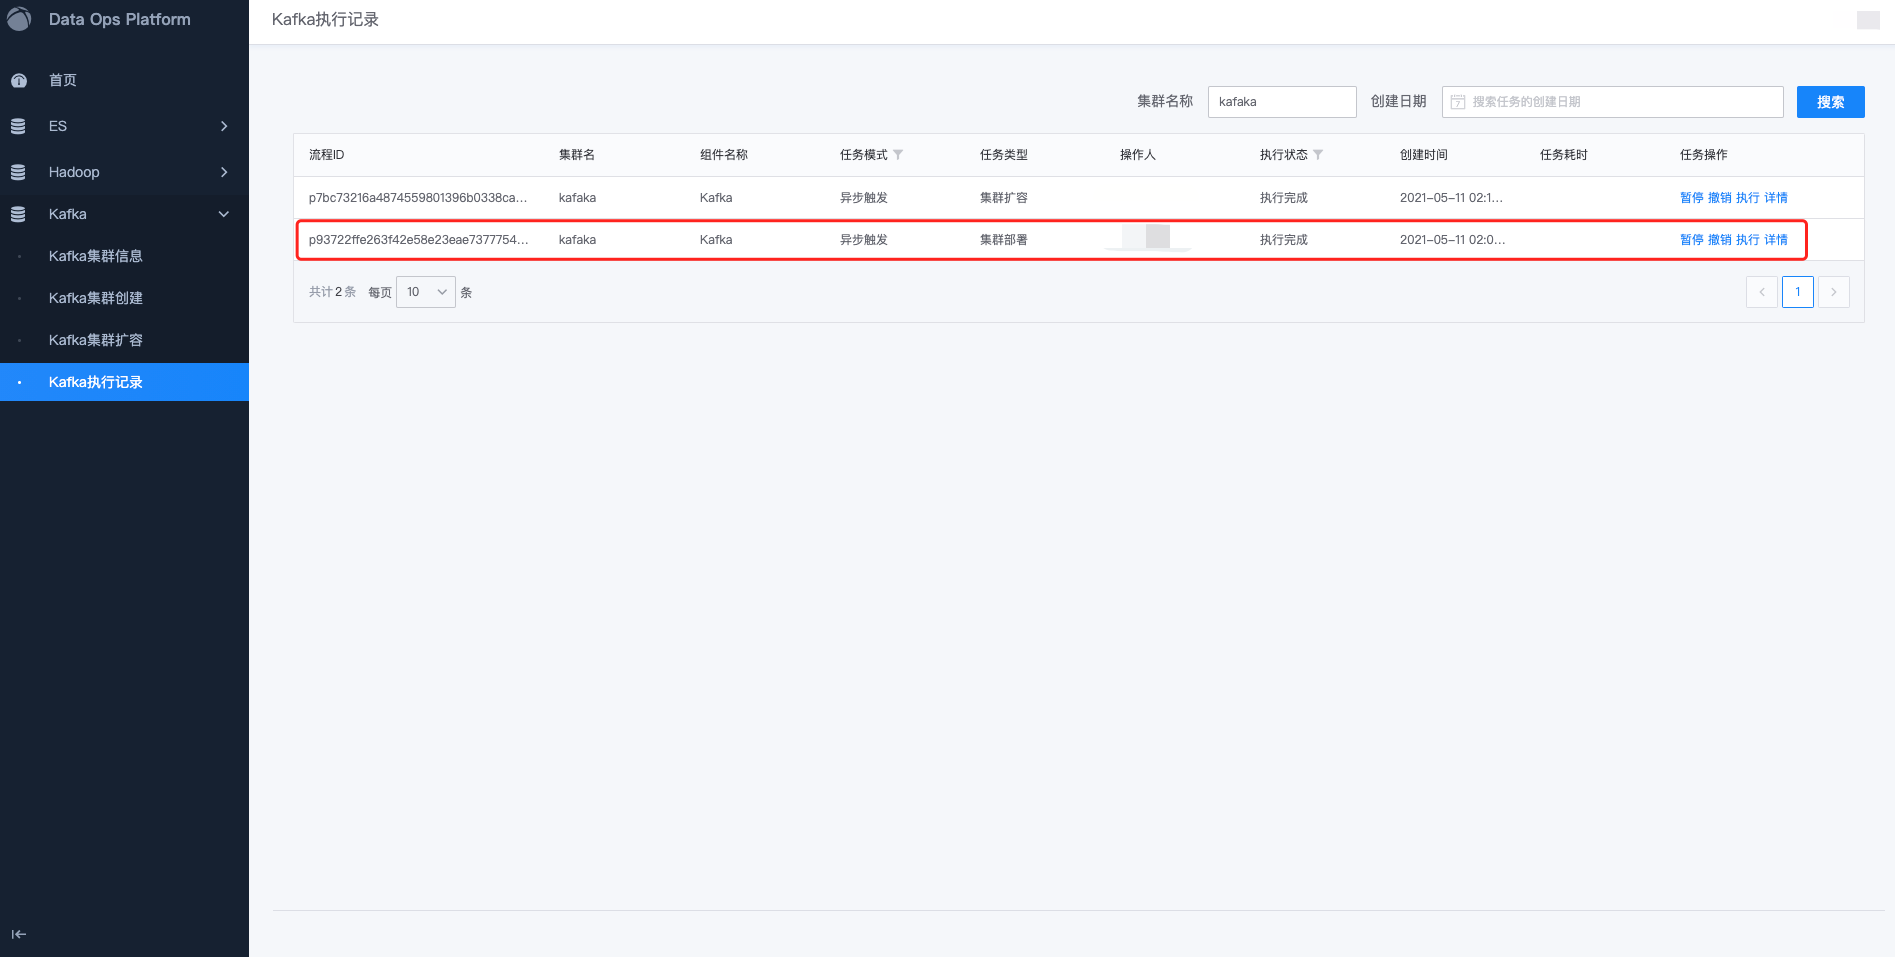 Data Ops Platform
首页
ES
Hadoop
Kafka
Kafka集群信息
Kafka集群创建
Kafka集群扩容
Kafka执行记录
Kafka执行记录
集群名称 kafaka 创建日期 搜索任务的创建日期 搜索
流程ID 集群名 组件名称 任务模式 任务类型 操作人 执行状态 创建时间 任务耗时 任务操作
p7bc73216a4874559801396b0338ca... kafaka Kafka 异步触发 集群扩容 执行完成 2021-05-11 02:1... 暂停 撤销 执行 详情
p93722ffe263f42e58e23eae7377754... kafaka Kafka 异步触发 集群部署 执行完成 2021-05-11 02:0... 暂停 撤销 执行 详情
共计 2 条 每页 10 条 1